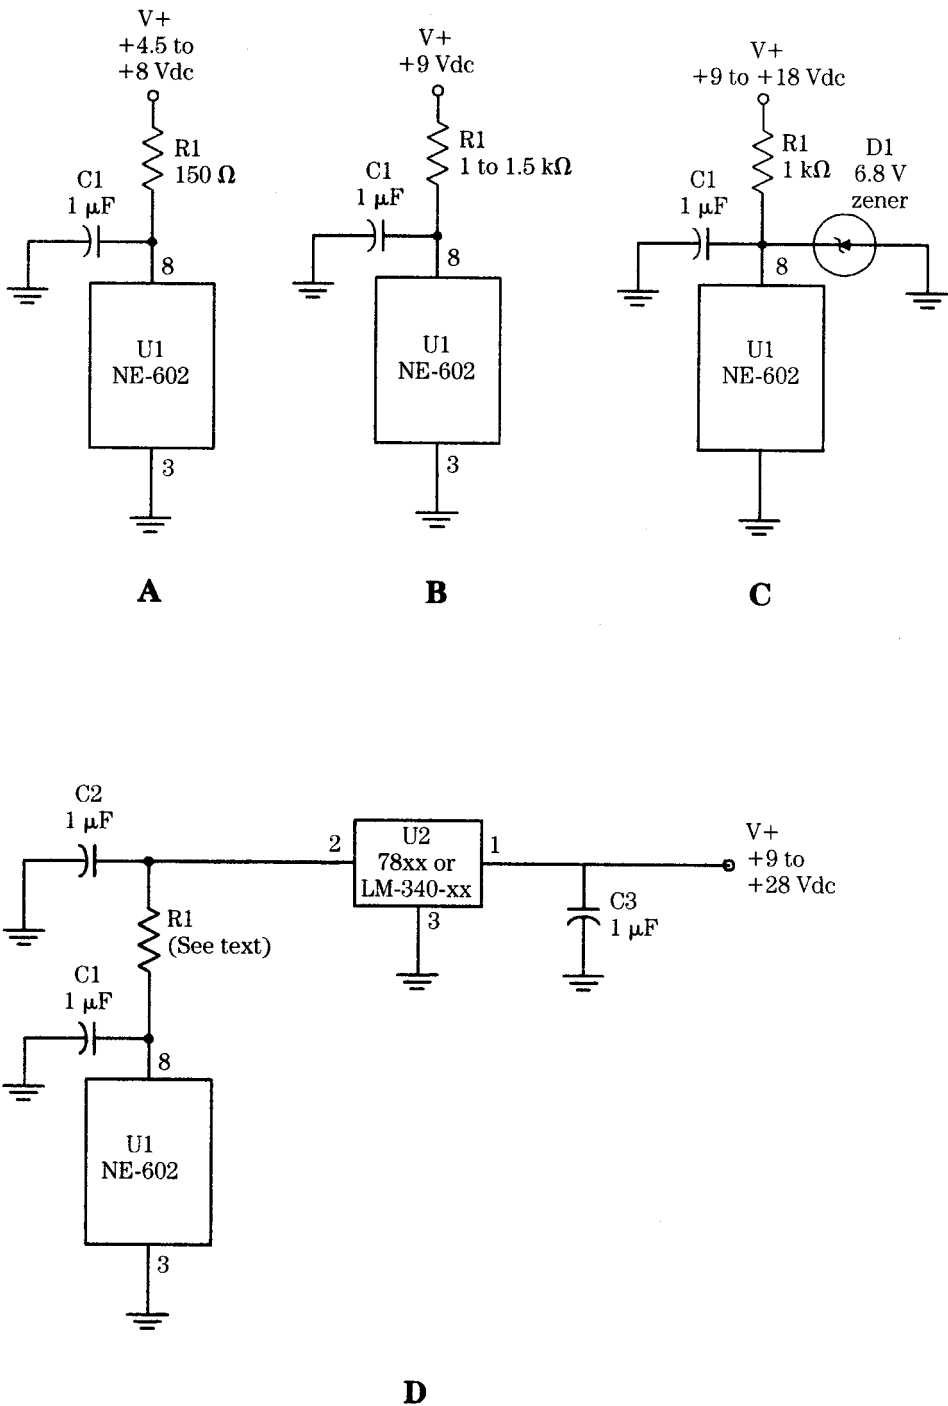 V+
+4.5 to
+8 Vdc
R1
150 Ω
C1
1 μF
8
U1
NE-602
3
A
V+
+9 Vdc
R1
1 to 1.5 kΩ
C1
1 μF
8
U1
NE-602
3
B
V+
+9 to +18 Vdc
R1
1 kΩ
D1
6.8 V
zener
C1
1 μF
8
U1
NE-602
C
C2
1 μF
2
U2
78xx or
LM-340-xx
1
3
V+
+9 to
+28 Vdc
C3
1 μF
R1
(See text)
C1
1 μF
8
U1
NE-602
3
D